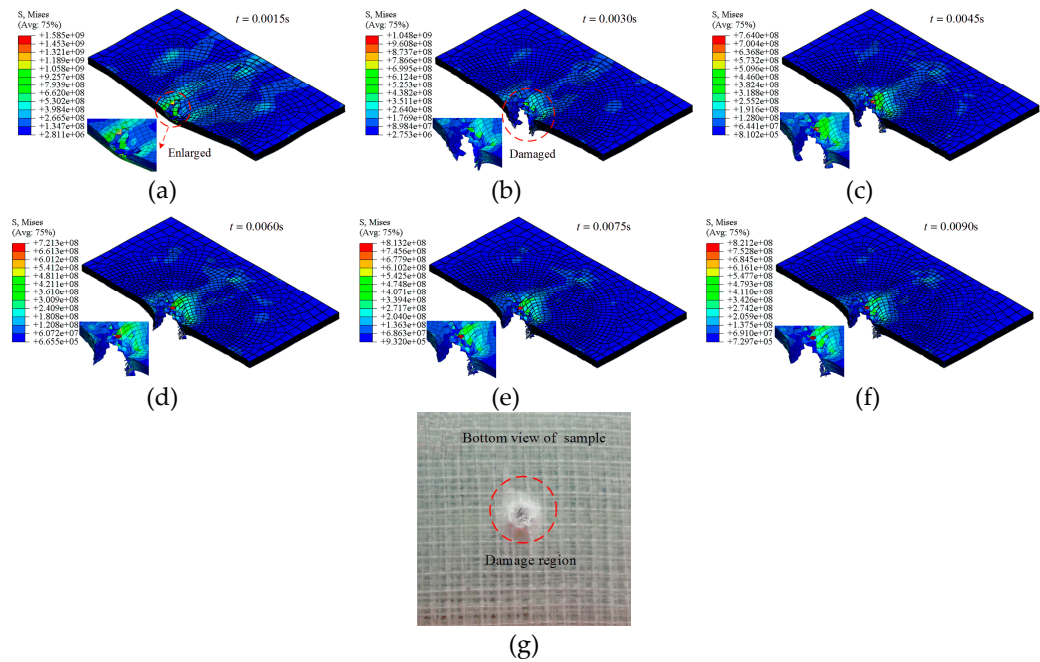 S, Mises
(Avg: 75%)
+1.585e+09
+1.453e+09
+1.321e+09
+1.189e+09
+1.058e+09
+9.257e+08
+7.939e+08
+6.620e+08
+5.302e+08
+3.984e+08
+2.665e+08
+1.347e+08
+2.811e+06
t = 0.0015s
Enlarged
(a)
S, Mises
(Avg: 75%)
+1.048e+09
+9.608e+08
+8.737e+08
+7.866e+08
+6.995e+08
+6.124e+08
+5.253e+08
+4.382e+08
+3.511e+08
+2.640e+08
+1.769e+08
+8.984e+07
+2.753e+06
t = 0.0030s
Damaged
(b)
S, Mises
(Avg: 75%)
+7.640e+08
+7.004e+08
+6.368e+08
+5.732e+08
+5.096e+08
+4.460e+08
+3.824e+08
+3.188e+08
+2.552e+08
+1.916e+08
+1.280e+08
+6.441e+07
+8.102e+05
t = 0.0045s
(c)
S, Mises
(Avg: 75%)
+7.213e+08
+6.613e+08
+6.012e+08
+5.412e+08
+4.811e+08
+4.211e+08
+3.610e+08
+3.009e+08
+2.409e+08
+1.808e+08
+1.208e+08
+6.072e+07
+6.655e+05
t = 0.0060s
(d)
S, Mises
(Avg: 75%)
+8.132e+08
+7.456e+08
+6.779e+08
+6.102e+08
+5.425e+08
+4.748e+08
+4.071e+08
+3.394e+08
+2.717e+08
+2.040e+08
+1.363e+08
+6.863e+07
+9.320e+05
t = 0.0075s
(e)
S, Mises
(Avg: 75%)
+8.212e+08
+7.528e+08
+6.845e+08
+6.161e+08
+5.477e+08
+4.793e+08
+4.110e+08
+3.426e+08
+2.742e+08
+2.059e+08
+1.375e+08
+6.910e+07
+7.297e+05
t = 0.0090s
(f)
Bottom view of sample
Damage region
(g)